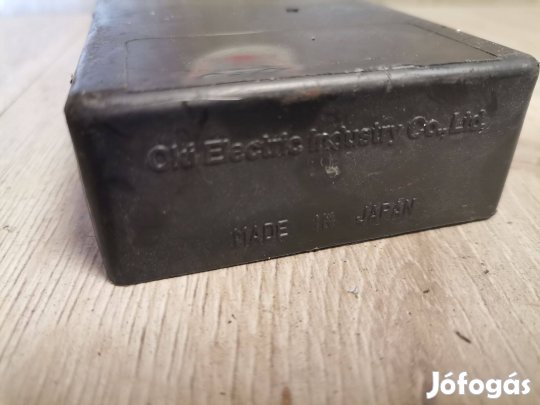 Oki Electric Industry Co., Ltd.
MADE IN JAPAN
Jófogás